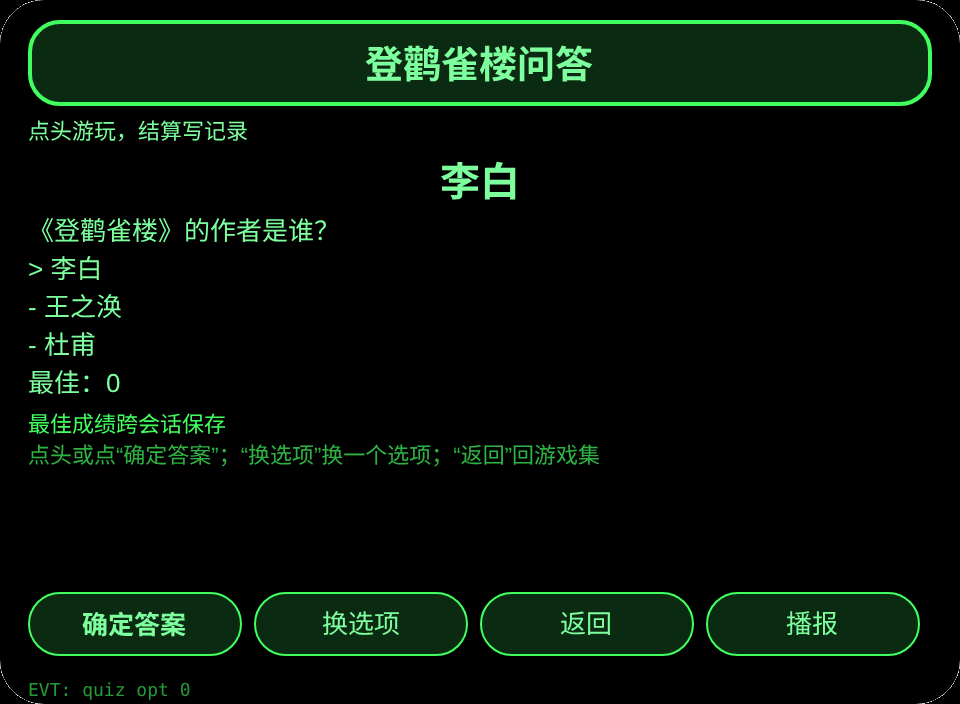 登鹳雀楼问答
点头游玩，结算写记录
李白
《登鹳雀楼》的作者是谁？
> 李白
- 王之涣
- 杜甫
最佳：0
最佳成绩跨会话保存
点头或点“确定答案”；“换选项”换一个选项；“返回”回游戏集
确定答案
换选项
返回
播报
EVT: quiz opt 0